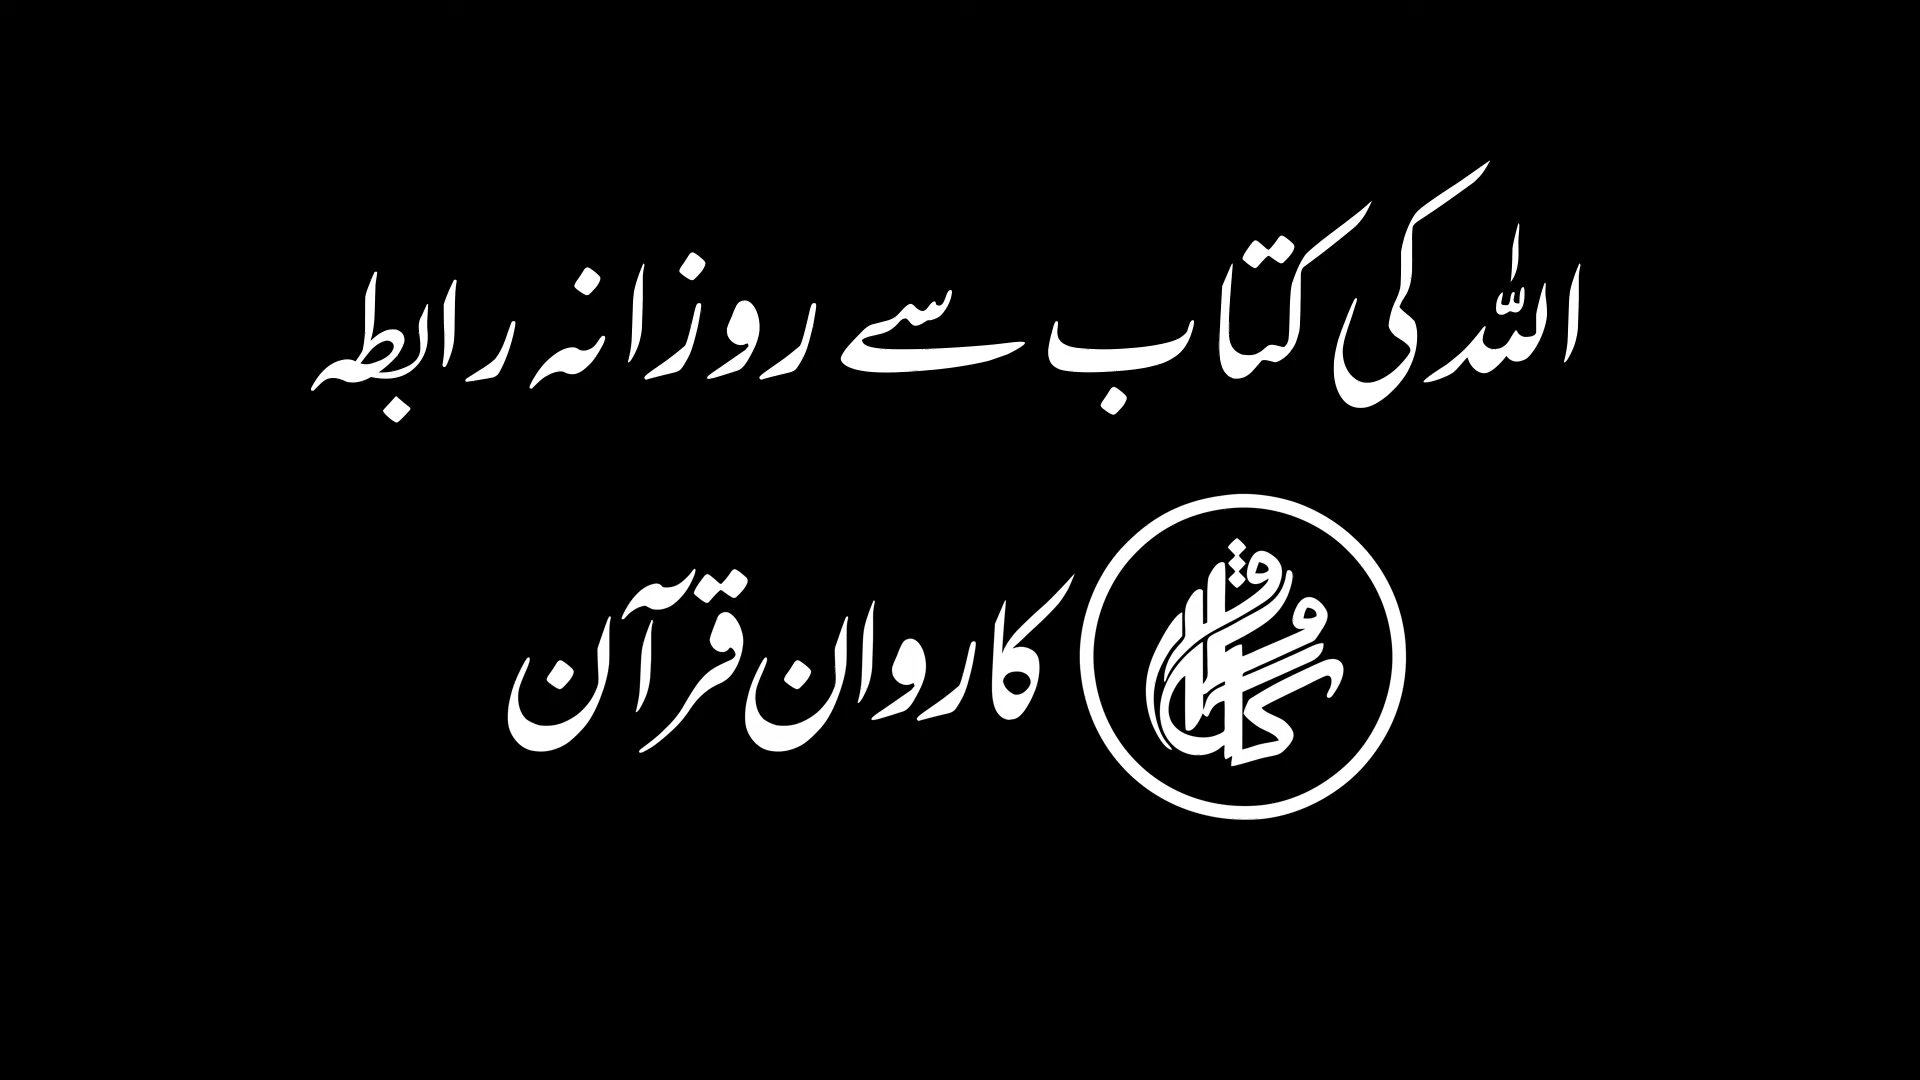 اللہ کی کتاب سے روزانہ رابطہ
کاروان قرآن